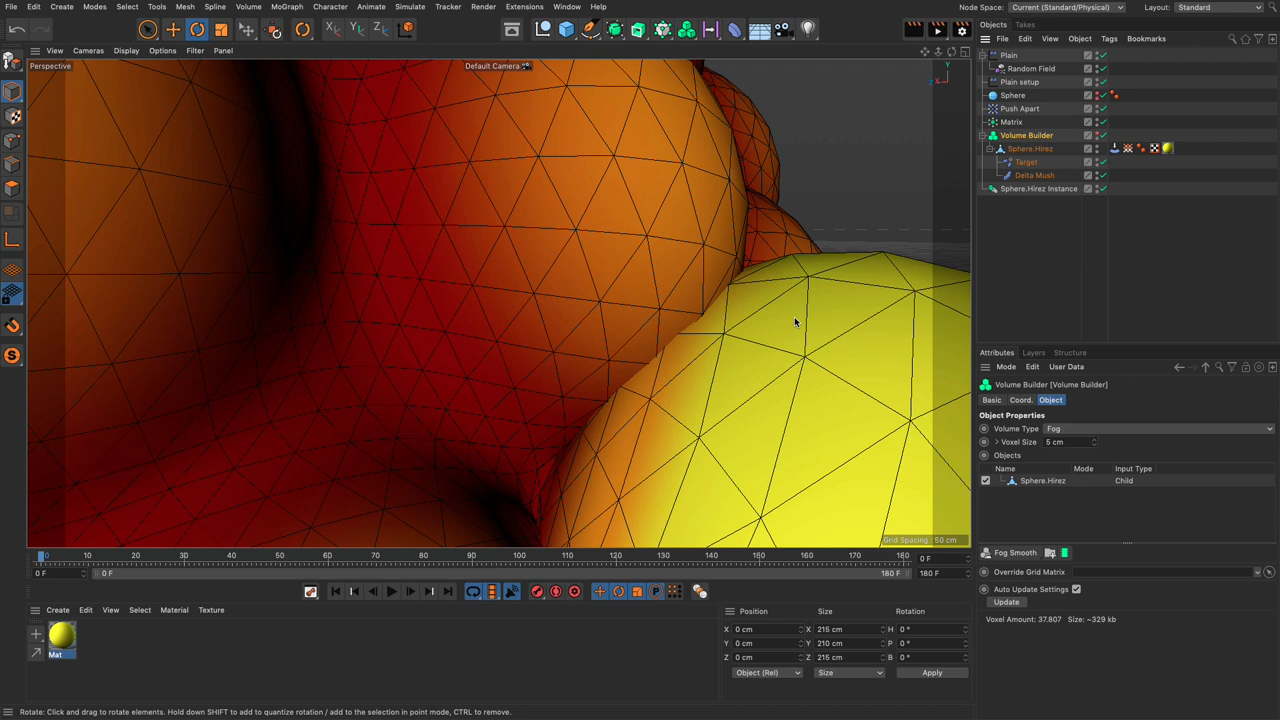 File Edit Create Modes Select Tools Mesh Spline Volume MoGraph Character Animate Simulate Tracker Render Extensions Window Help Node Space: Current (Standard/Physical) Layout: Standard
View Cameras Display Options Filter Panel
Perspective
Default Camera
X Y Z
Y
Z X
Grid Spacing : 50 cm
Objects Takes
File Edit View Object Tags Bookmarks
Plain
Random Field
Plain setup
Sphere
Push Apart
Matrix
Volume Builder
Sphere.Hirez
Target
Delta Mush
Sphere.Hirez Instance
Attributes Layers Structure
Mode Edit User Data
Volume Builder [Volume Builder]
Basic Coord. Object
Object Properties
Volume Type Fog
Voxel Size 5 cm
Objects
Name Mode Input Type
Sphere.Hirez Child
Fog Smooth
Override Grid Matrix
Auto Update Settings
Update
Voxel Amount: 37.807 Size: ~329 kb
0 10 20 30 40 50 60 70 80 90 100 110 120 130 140 150 160 170 180 0 F
0 F 0 F 180 F 180 F
Create Edit View Select Material Texture
Mat
Position Size Rotation
X 0 cm X 215 cm H 0 °
Y 0 cm Y 210 cm P 0 °
Z 0 cm Z 215 cm B 0 °
Object (Rel) Size Apply
Rotate: Click and drag to rotate elements. Hold down SHIFT to add to quantize rotation / add to the selection in point mode, CTRL to remove.